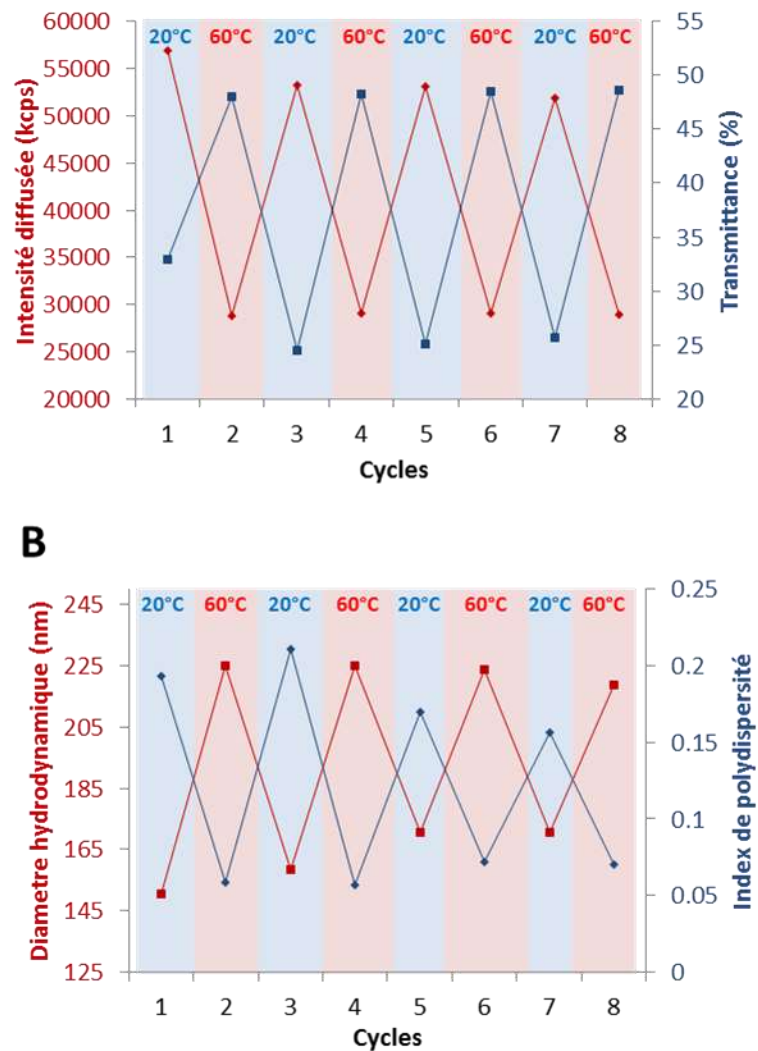 20°C 60°C 20°C 60°C 20°C 60°C 20°C 60°C
60000
55000
50000
45000
40000
35000
30000
25000
20000
Intensité diffusée (kcps)
55
50
45
40
35
30
25
20
Transmittance (%)
1 2 3 4 5 6 7 8
Cycles
B
20°C 60°C 20°C 60°C 20°C 60°C 20°C 60°C
245
225
205
185
165
145
125
Diametre hydrodynamique (nm)
0.25
0.2
0.15
0.1
0.05
0
Index de polydispersité
1 2 3 4 5 6 7 8
Cycles